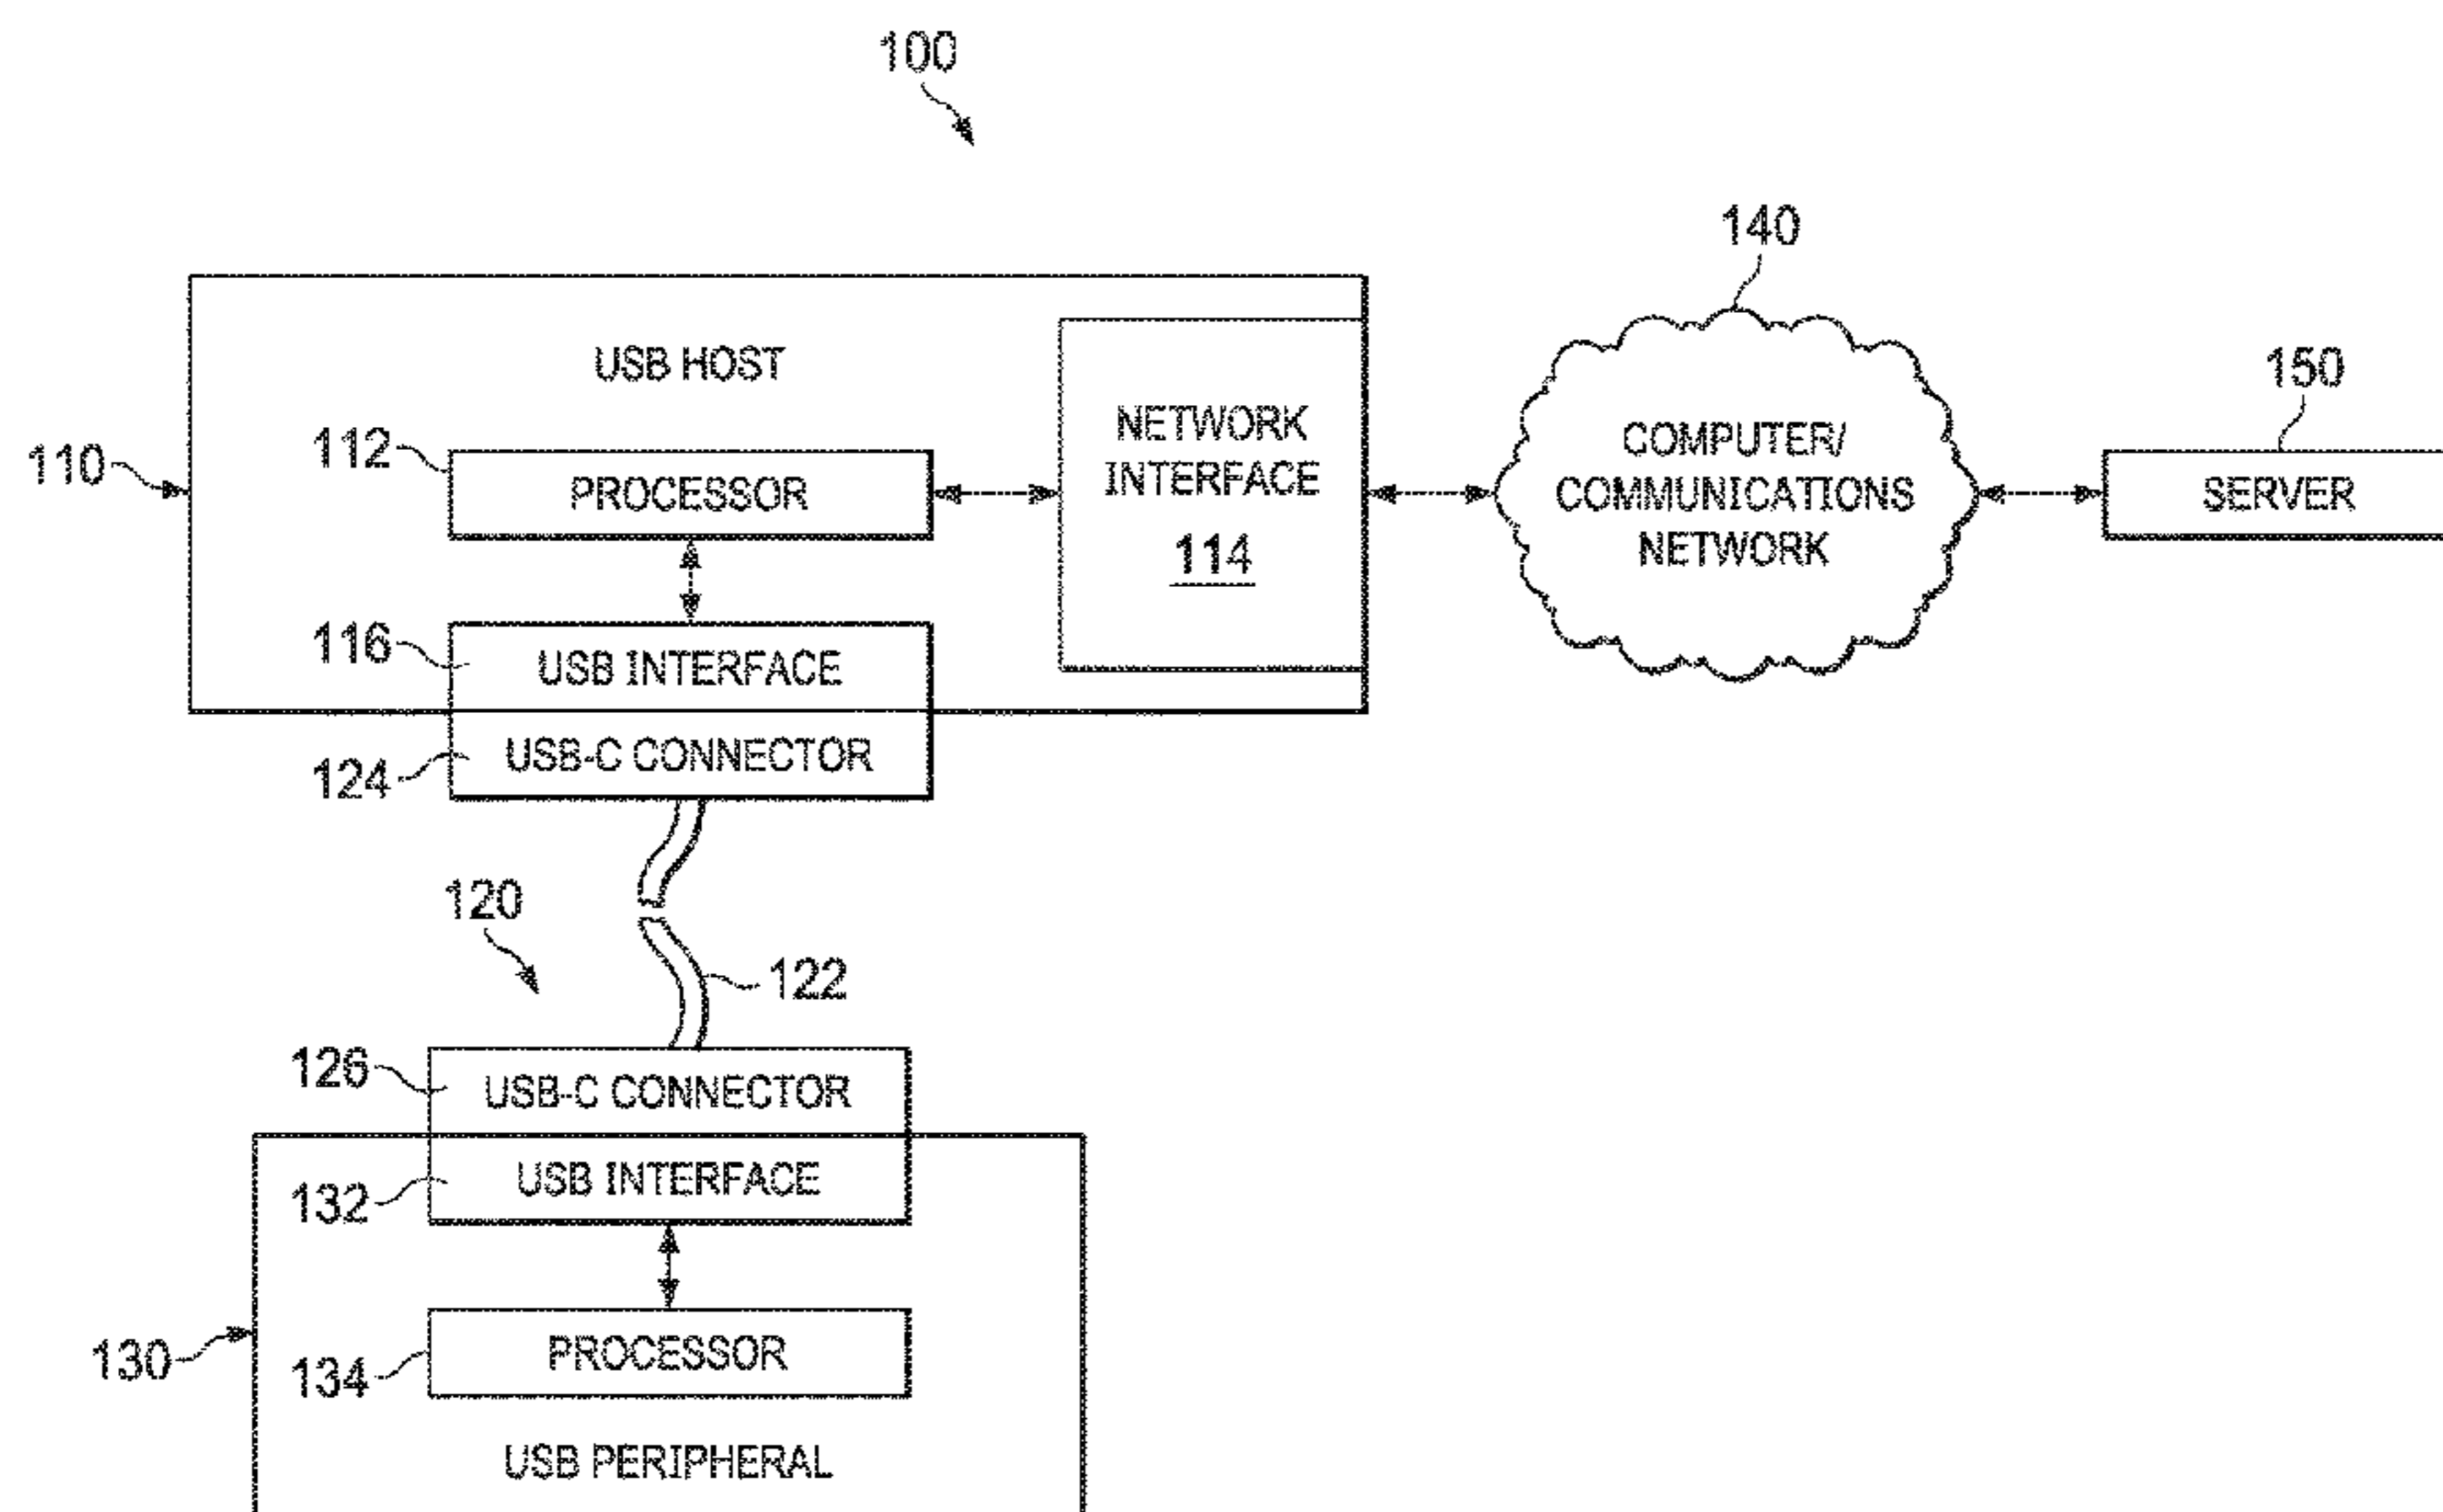 100
140
150
USB HOST
110
112
PROCESSOR
NETWORK
INTERFACE
114
COMPUTER/
COMMUNICATIONS
NETWORK
SERVER
116
USB INTERFACE
124
USB-C CONNECTOR
120
122
126
USB-C CONNECTOR
132
USB INTERFACE
130
134
PROCESSOR
USB PERIPHERAL